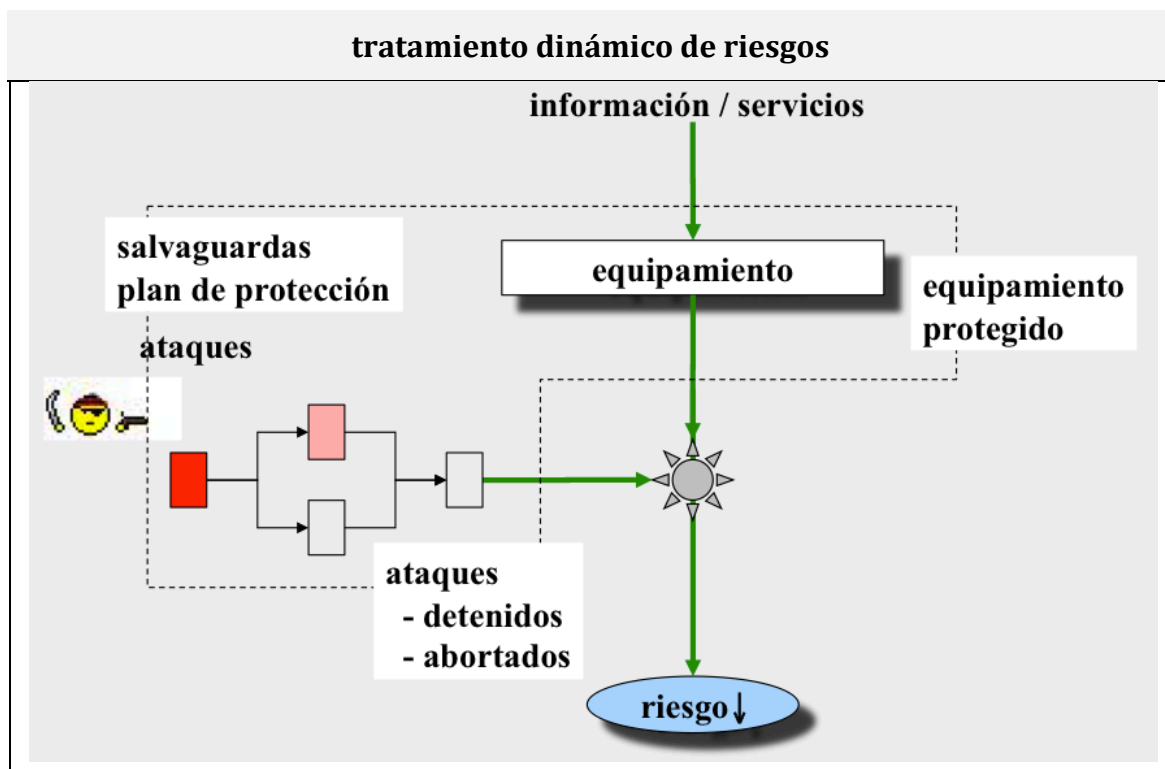 tratamiento dinámico de riesgos
información / servicios
salvaguardas
plan de protección
equipamiento
equipamiento
protegido
ataques
ataques
- detenidos
- abortados
riesgo↓